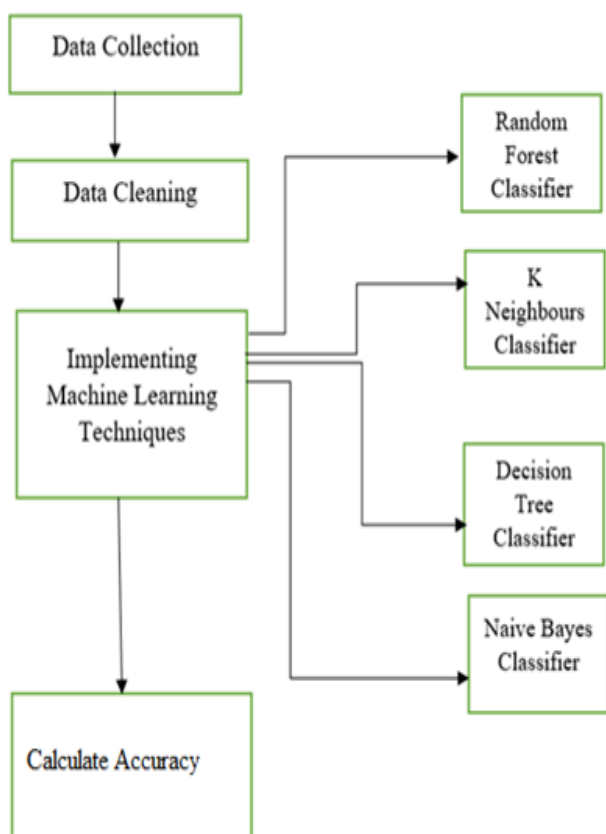 Data Collection
Data Cleaning
Implementing
Machine Learning
Techniques
Calculate Accuracy
Random
Forest
Classifier
K
Neighbours
Classifier
Decision
Tree
Classifier
Naive Bayes
Classifier